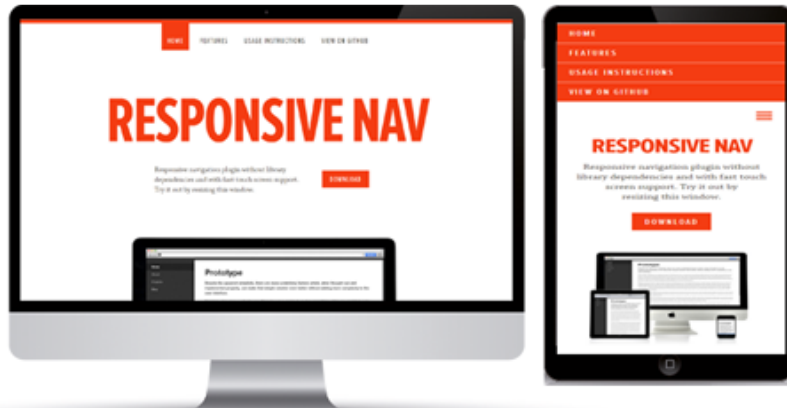 HOME FEATURES USAGE INSTRUCTIONS VIEW ON GITHUB
RESPONSIVE NAV
Responsive navigation plugin without library
dependencies and with fast touch screen support.
Try it out by resizing this window.
DOWNLOAD
Prototype
HOME
FEATURES
USAGE INSTRUCTIONS
VIEW ON GITHUB
RESPONSIVE NAV
Responsive navigation plugin without
library dependencies and with fast touch
screen support. Try it out by
resizing this window.
DOWNLOAD
Prototype